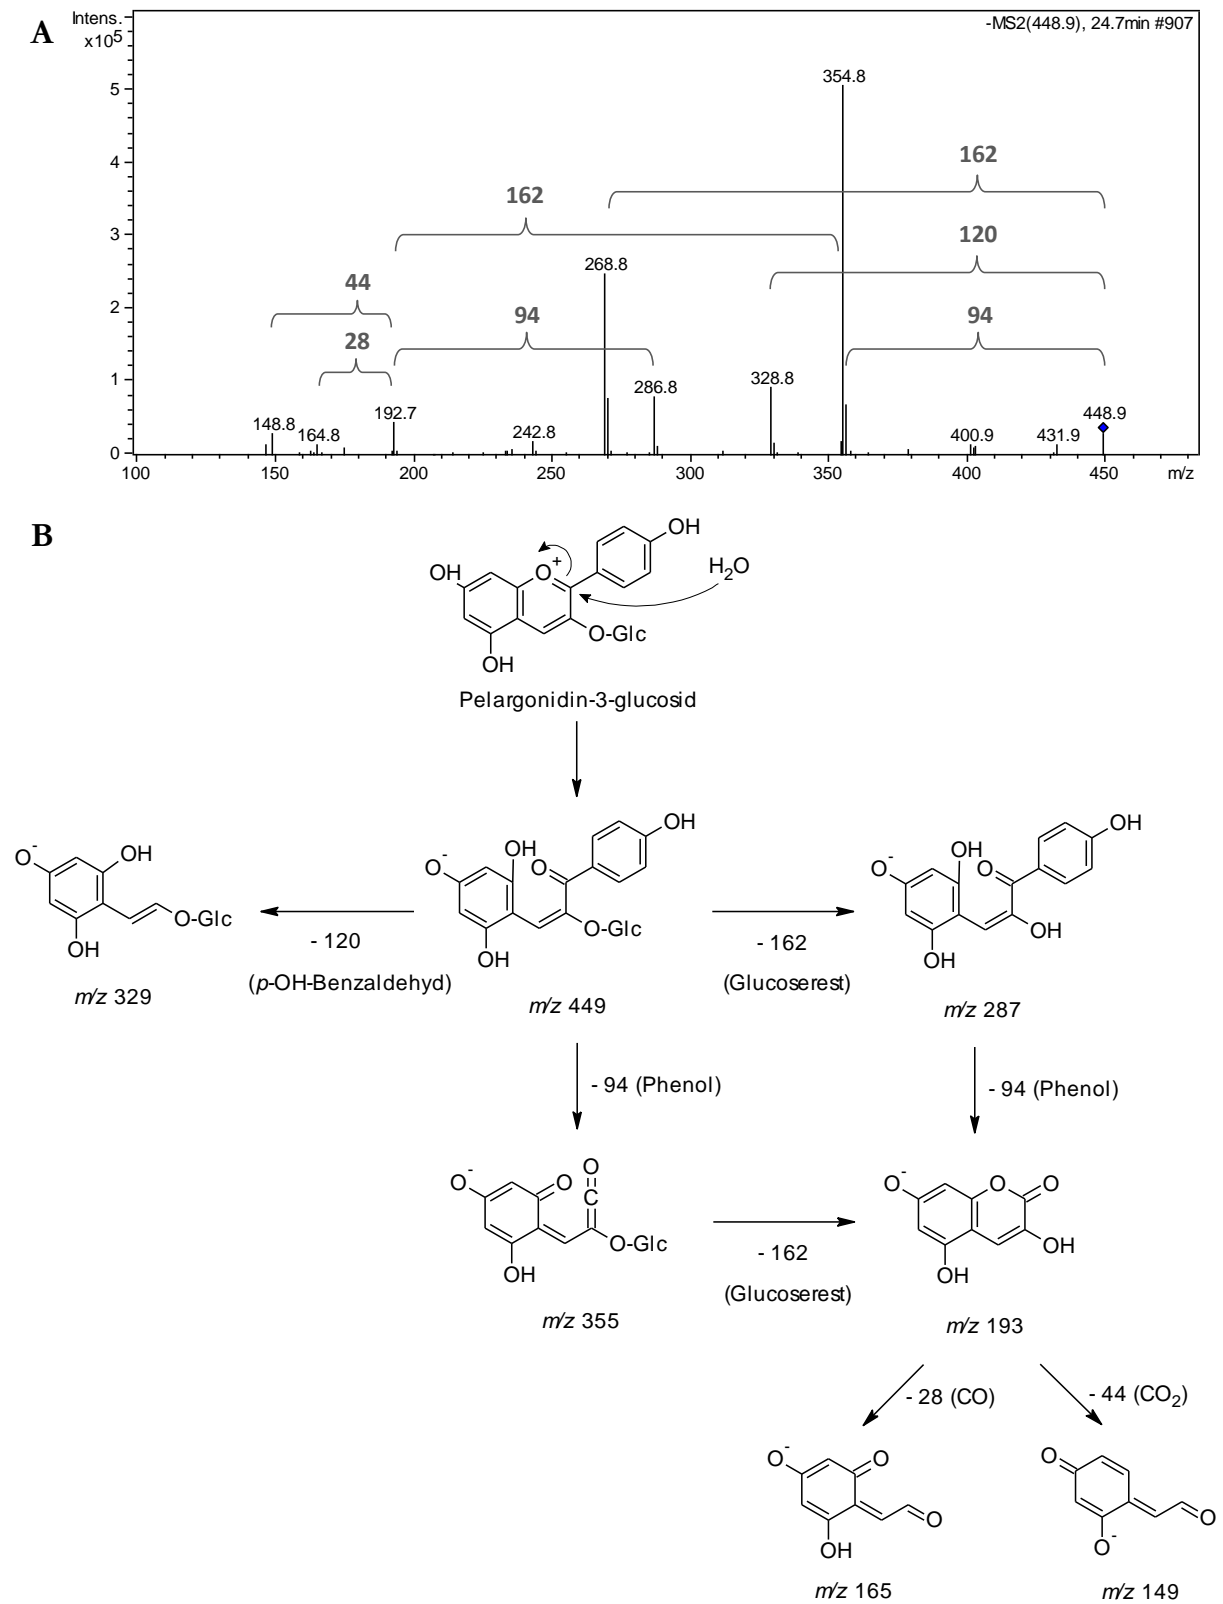 A
Intens.
x10⁵
-MS2(448.9), 24.7min #907
5
4
3
2
1
0
354.8
162
162
120
268.8
44
94
94
28
328.8
286.8
192.7
448.9
148.8
164.8
242.8
400.9
431.9
100
150
200
250
300
350
400
450
m/z
B
OH
O
+
OH
H₂O
O-Glc
OH
Pelargonidin-3-glucosid
O⁻
OH
O-Glc
OH
m/z 329
- 120
(p-OH-Benzaldehyd)
O⁻
OH
O
OH
O-Glc
OH
m/z 449
- 162
(Glucoserest)
O⁻
OH
O
OH
OH
OH
m/z 287
- 94 (Phenol)
- 94 (Phenol)
O⁻
O
O
C
O-Glc
OH
m/z 355
- 162
(Glucoserest)
O⁻
O
O
OH
OH
m/z 193
- 28 (CO)
- 44 (CO₂)
O⁻
O
O
OH
m/z 165
O
O
O⁻
m/z 149